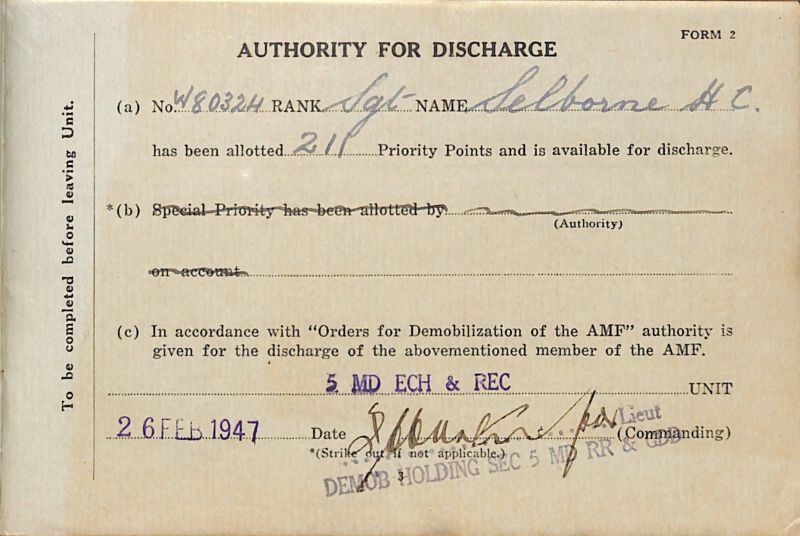 FORM 2
AUTHORITY FOR DISCHARGE
To be completed before leaving Unit.
(a) No. W80324 RANK Sgt NAME Selborne H C.
has been allotted 211 Priority Points and is available for discharge.
*(b) Special Priority has been allotted by
(Authority)
on account
(c) In accordance with "Orders for Demobilization of the AMF" authority is
given for the discharge of the abovementioned member of the AMF.
5 MD ECH & REC UNIT
26 FEB 1947 Date Lieut
(Commanding)
*(Strike out if not applicable.)
3
DEMOB HOLDING SEC 5 MD RR & GDD